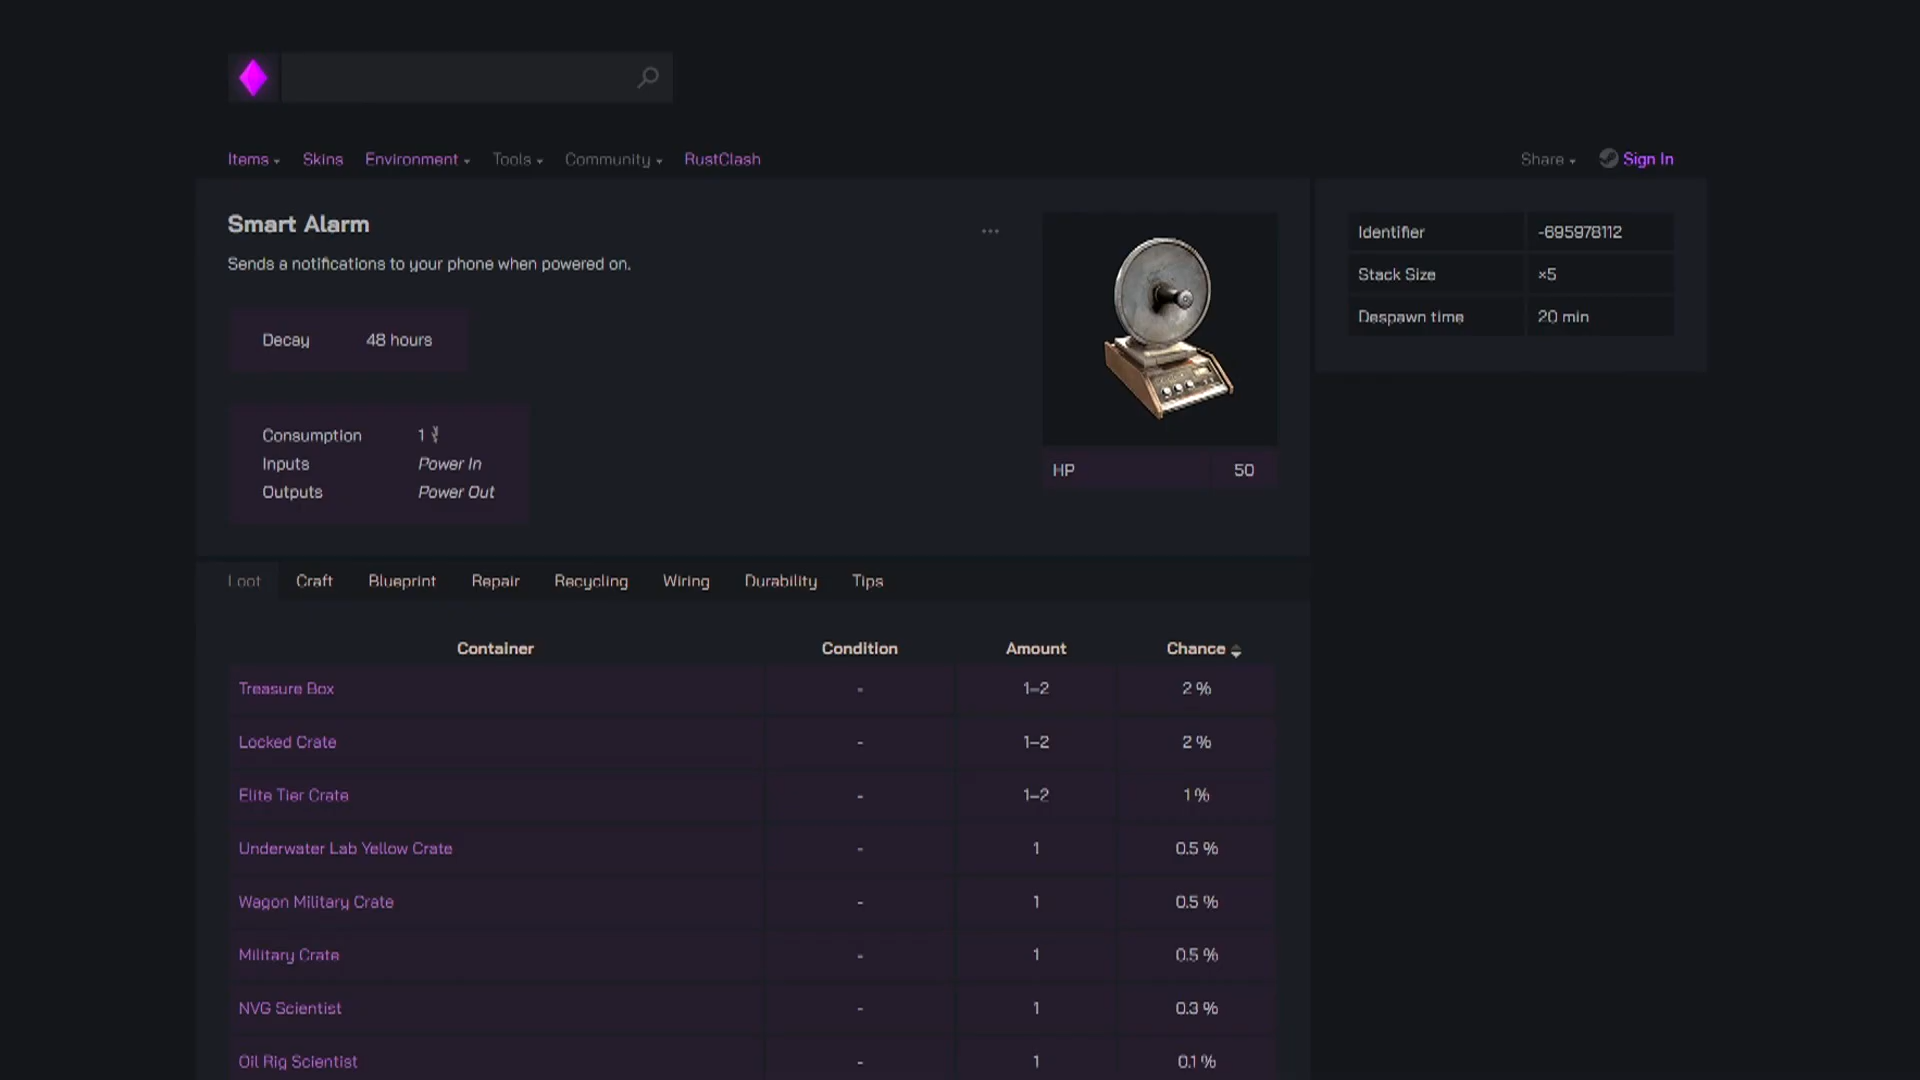 Items Skins Environment Tools Community RustClash Share Sign In
Smart Alarm
Sends a notifications to your phone when powered on.
Decay 48 hours
Consumption 1
Inputs Power In
Outputs Power Out
HP 50
Identifier -695978112
Stack Size ×5
Despawn time 20 min
Loot Craft Blueprint Repair Recycling Wiring Durability Tips
Container Condition Amount Chance
Treasure Box - 1–2 2 %
Locked Crate - 1–2 2 %
Elite Tier Crate - 1–2 1 %
Underwater Lab Yellow Crate - 1 0.5 %
Wagon Military Crate - 1 0.5 %
Military Crate - 1 0.5 %
NVG Scientist - 1 0.3 %
Oil Rig Scientist - 1 0.1 %